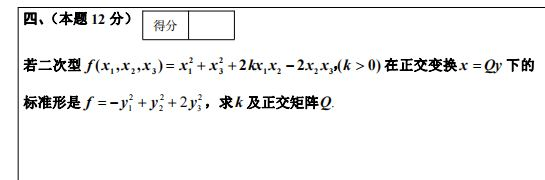 四、（本题 12 分） 得分
若二次型 f(x₁,x₂,x₃)= x₁² + x₃² + 2kx₁x₂ − 2x₂x₃,(k > 0) 在正交变换 x = Qy 下的
标准形是 f = −y₁² + y₂² + 2y₃²，求 k 及正交矩阵 Q.